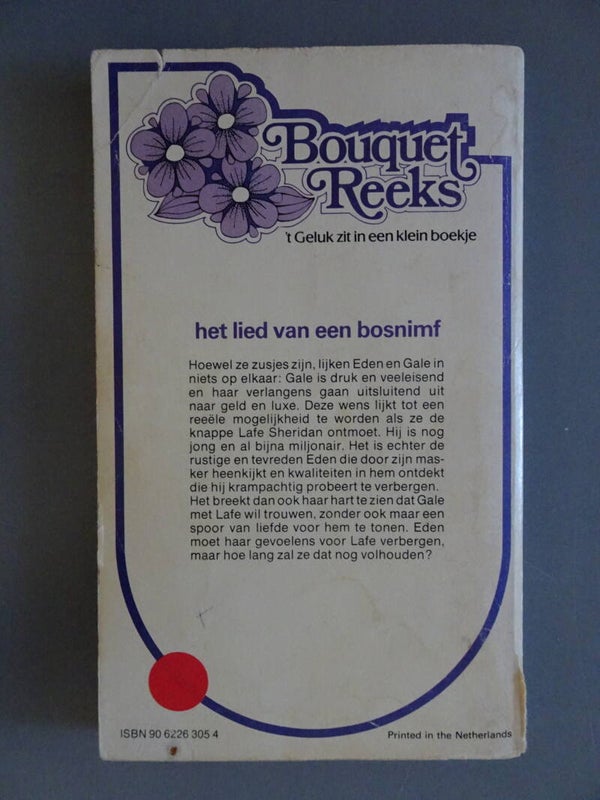 Bouquet
Reeks
't Geluk zit in een klein boekje
het lied van een bosnimf
Hoewel ze zusjes zijn, lijken Eden en Gale in
niets op elkaar: Gale is druk en veeleisend
en haar verlangens gaan uitsluitend uit
naar geld en luxe. Deze wens lijkt tot een
reeële mogelijkheid te worden als ze de
knappe Lafe Sheridan ontmoet. Hij is nog
jong en al bijna miljonair. Het is echter de
rustige en tevreden Eden die door zijn mas-
ker heenkijkt en kwaliteiten in hem ontdekt
die hij krampachtig probeert te verbergen.
Het breekt dan ook haar hart te zien dat Gale
met Lafe wil trouwen, zonder ook maar een
spoor van liefde voor hem te tonen. Eden
moet haar gevoelens voor Lafe verbergen,
maar hoe lang zal ze dat nog volhouden?
ISBN 90 6226 305 4
Printed in the Netherlands